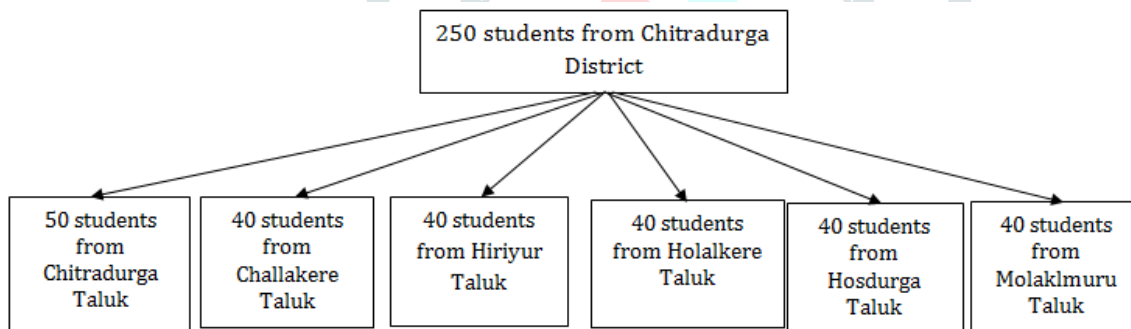 250 students from Chitradurga
District
50 students
from
Chitradurga
Taluk
40 students
from
Challakere
Taluk
40 students
from Hiriyur
Taluk
40 students
from Holalkere
Taluk
40 students
from
Hosdurga
Taluk
40 students
from
Molaklmuru
Taluk